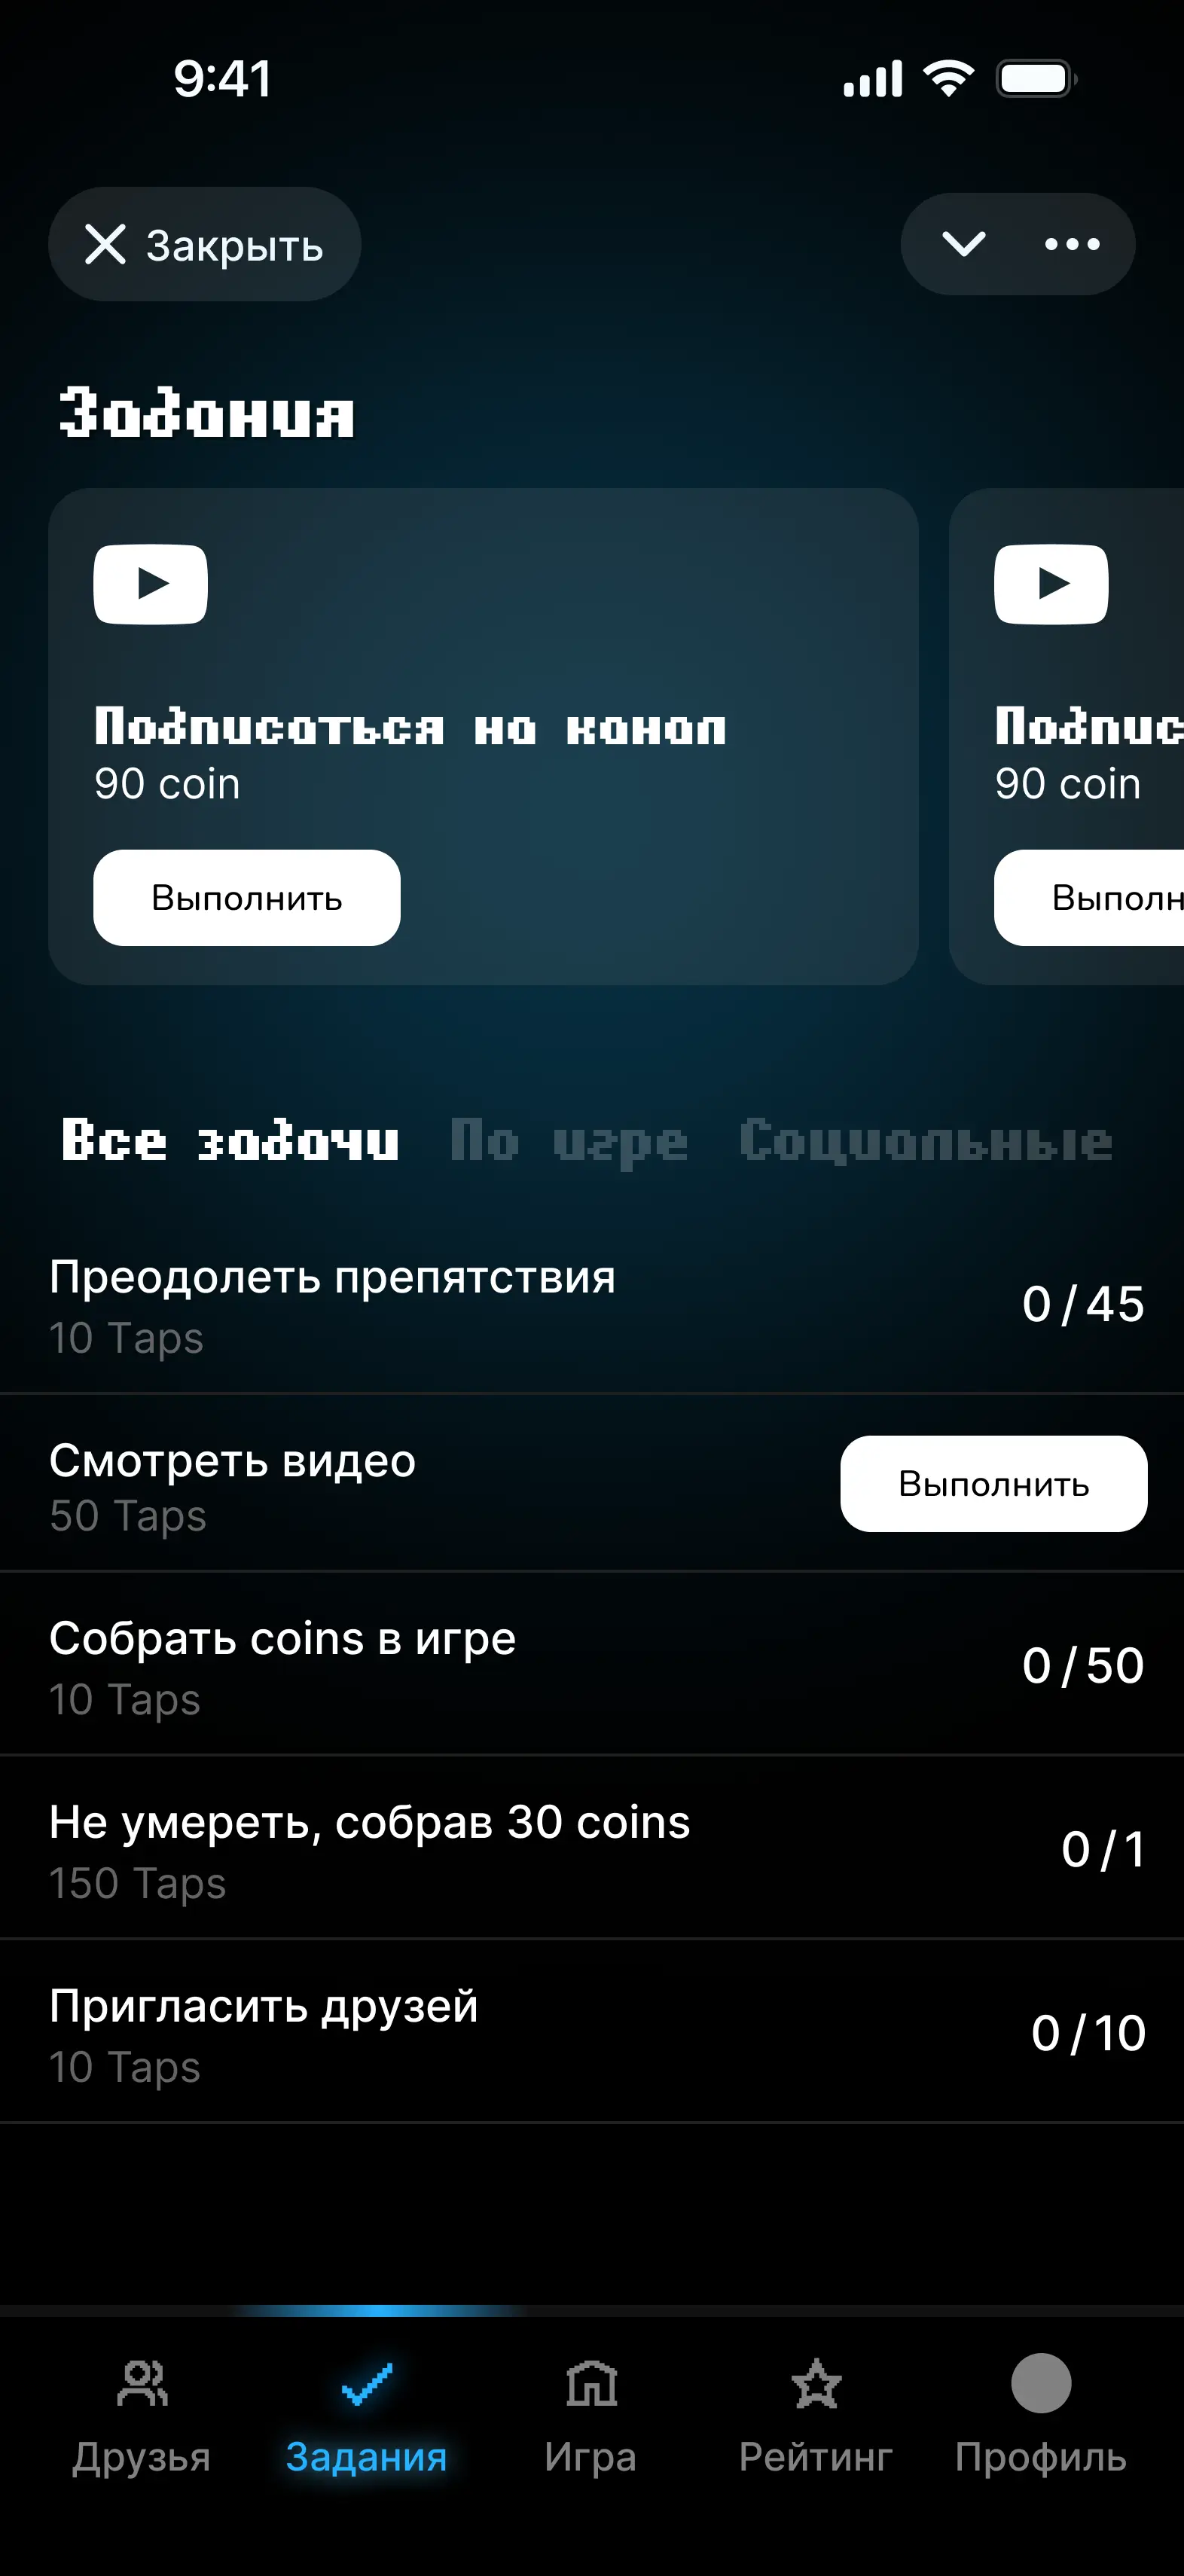 9:41
Закрыть
Задания
Подписаться на канал
90 coin
Выполнить
Подпис
90 coin
Выполн
Все задачи По игре Социальные
Преодолеть препятствия
10 Taps
0/45
Смотреть видео
50 Taps
Выполнить
Собрать coins в игре
10 Taps
0/50
Не умереть, собрав 30 coins
150 Taps
0/1
Пригласить друзей
10 Taps
0/10
Друзья Задания Игра Рейтинг Профиль